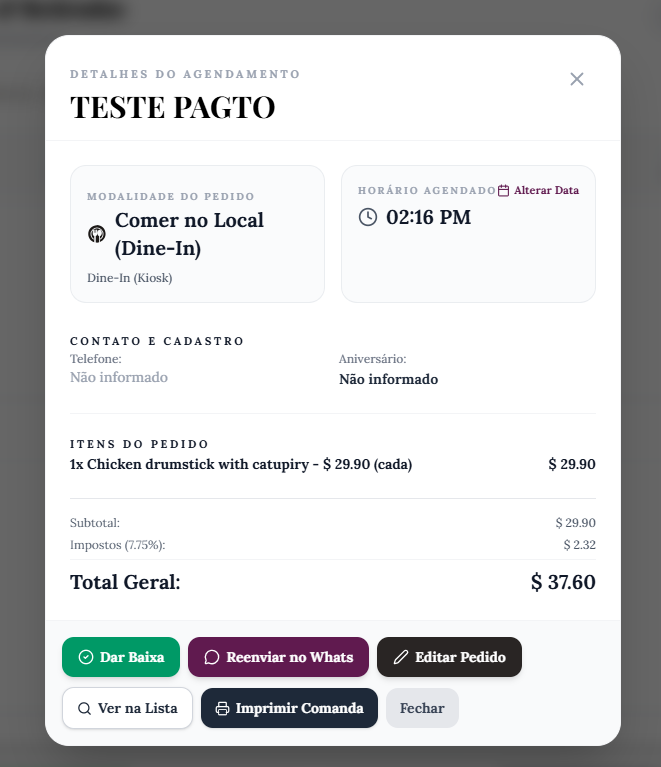 DETALHES DO AGENDAMENTO
TESTE PAGTO
MODALIDADE DO PEDIDO
Comer no Local
(Dine-In)
Dine-In (Kiosk)
HORÁRIO AGENDADO Alterar Data
02:16 PM
CONTATO E CADASTRO
Telefone:
Não informado
Aniversário:
Não informado
ITENS DO PEDIDO
1x Chicken drumstick with catupiry - $ 29.90 (cada) $ 29.90
Subtotal: $ 29.90
Impostos (7.75%): $ 2.32
Total Geral: $ 37.60
Dar Baixa Reenviar no Whats Editar Pedido
Ver na Lista Imprimir Comanda Fechar